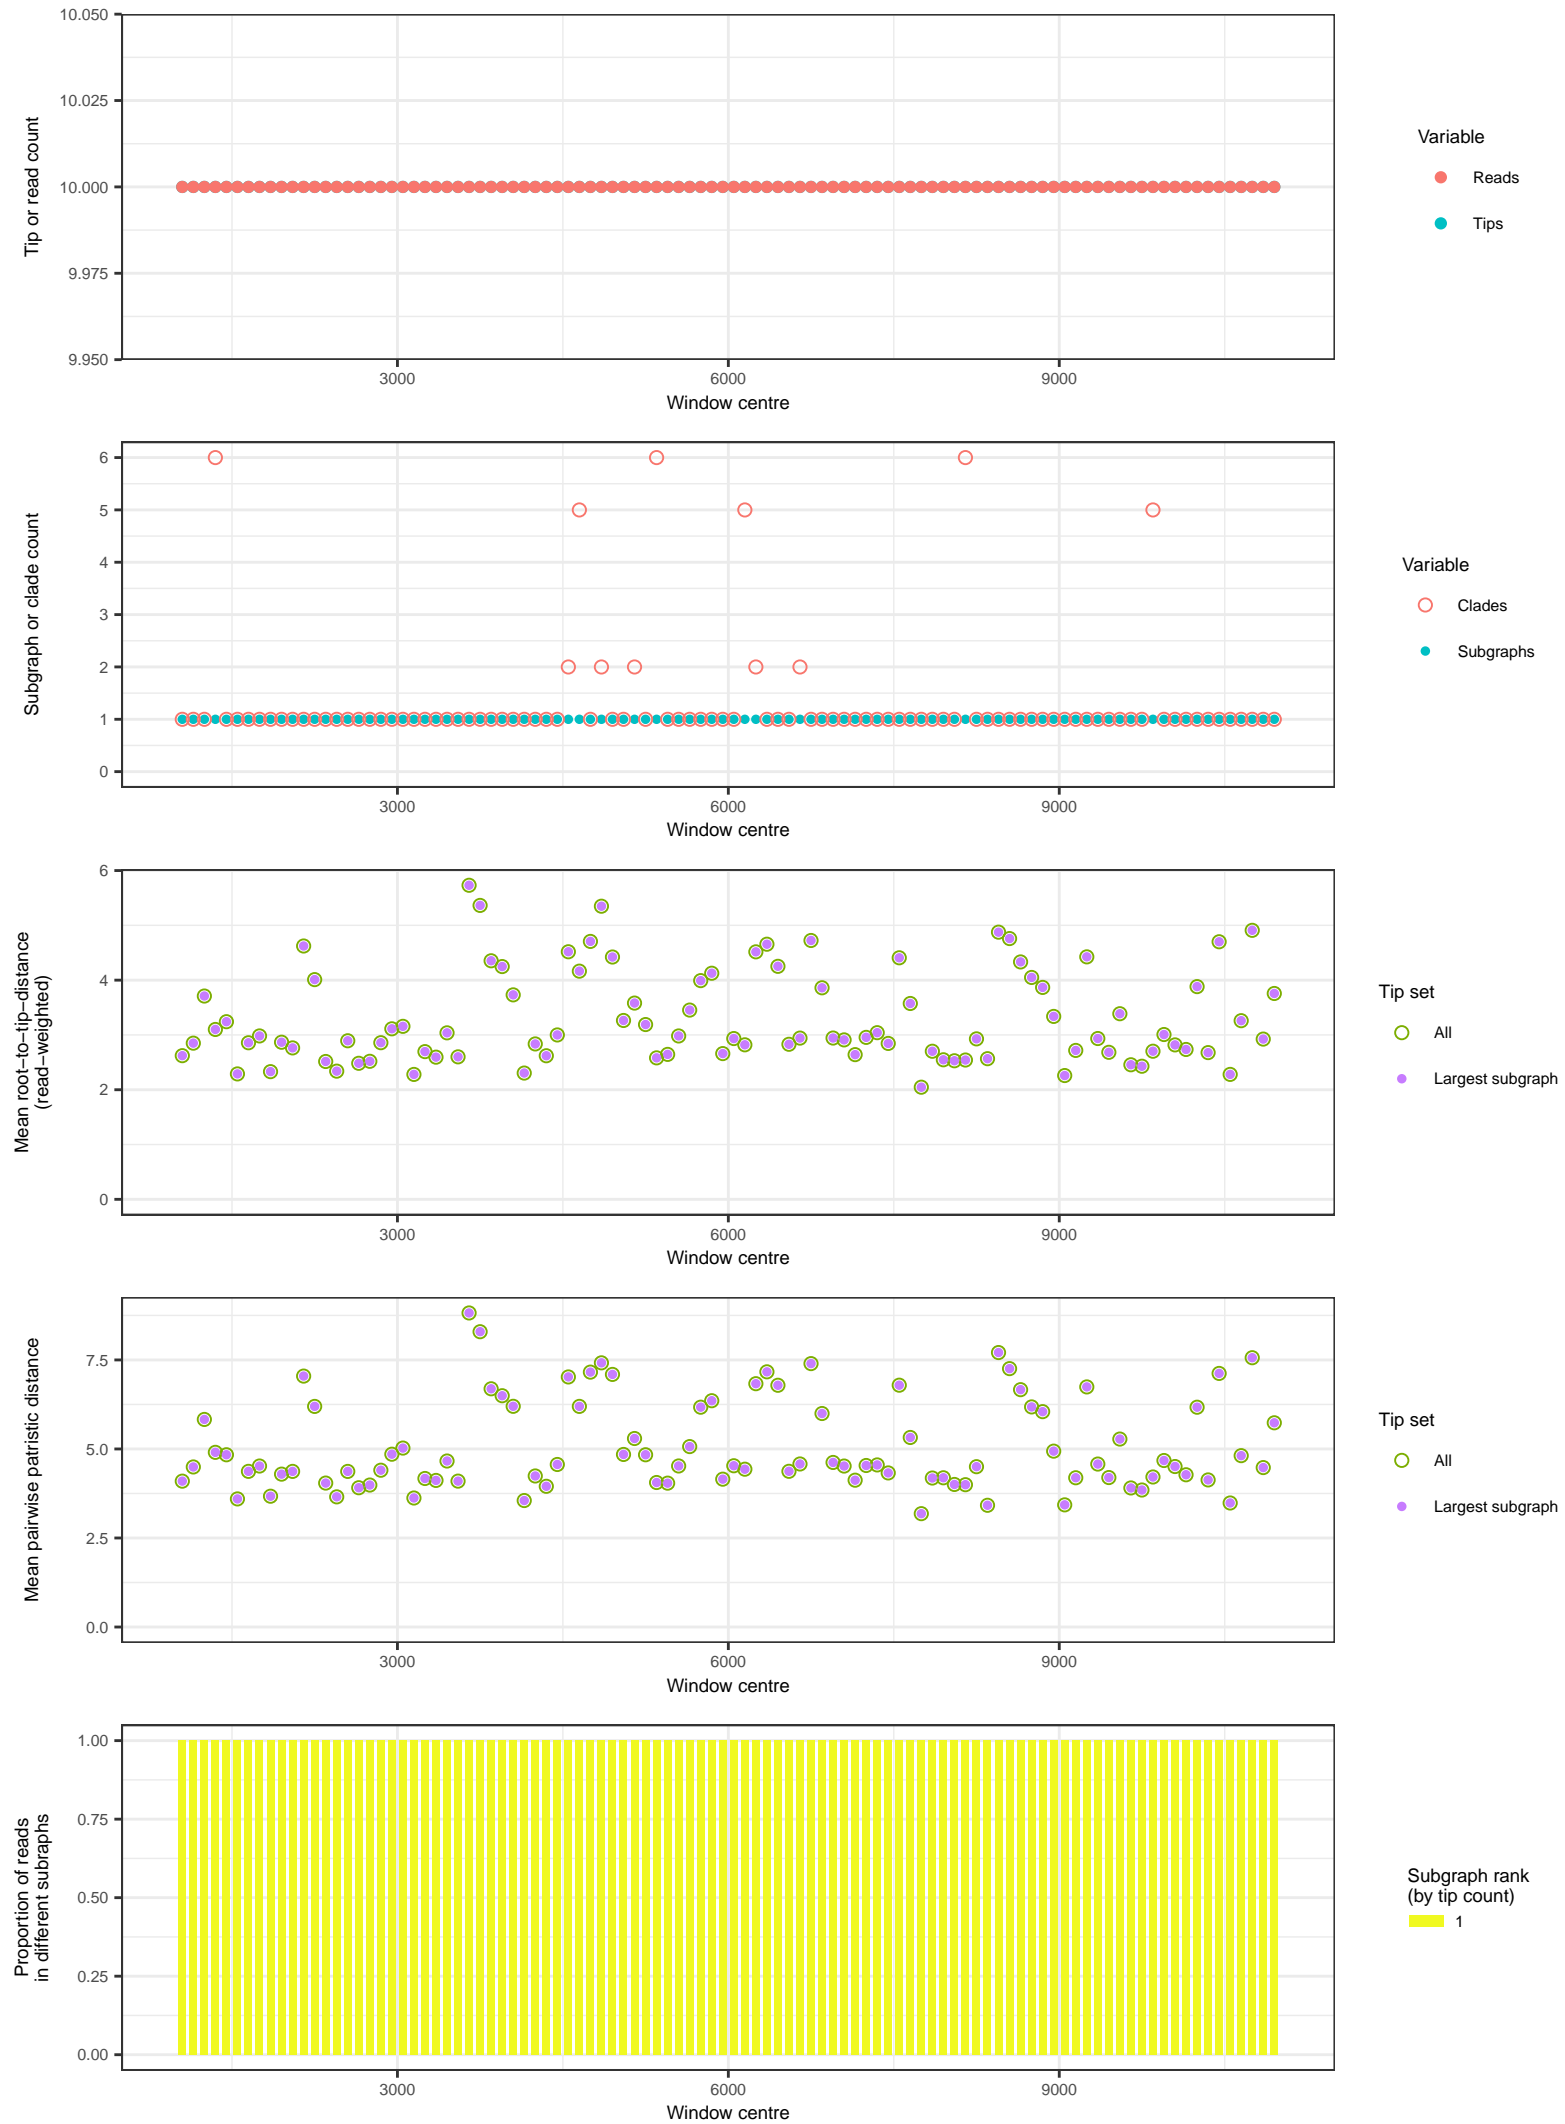 10.050
10.025
10.000
9.975
9.950
Tip or read count
3000
6000
9000
Window centre
Variable
Reads
Tips
6
5
4
3
2
1
0
Subgraph or clade count
3000
6000
9000
Window centre
Variable
Clades
Subgraphs
6
4
2
0
Mean root−to−tip−distance
(read−weighted)
3000
6000
9000
Window centre
Tip set
All
Largest subgraph
7.5
5.0
2.5
0.0
Mean pairwise patristic distance
3000
6000
9000
Window centre
Tip set
All
Largest subgraph
1.00
0.75
0.50
0.25
0.00
Proportion of reads
in different subraphs
3000
6000
9000
Window centre
Subgraph rank
(by tip count)
1